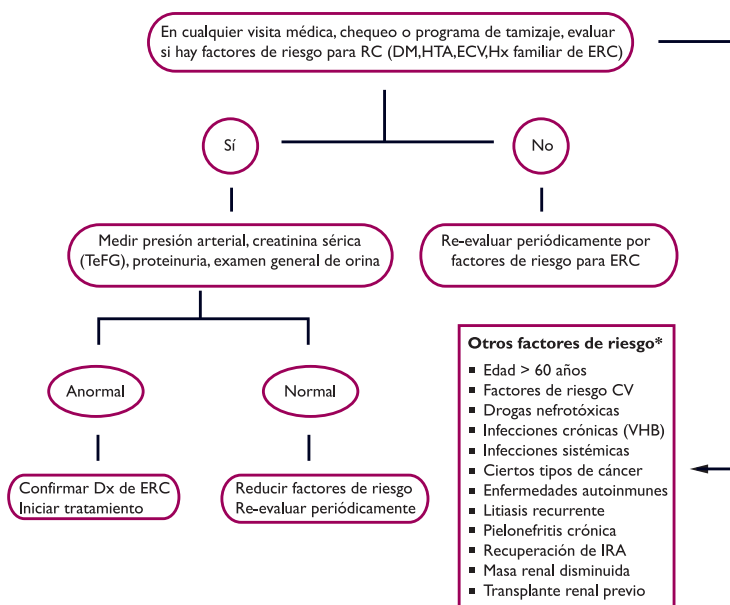 En cualquier visita médica, chequeo o programa de tamizaje, evaluar
si hay factores de riesgo para RC (DM,HTA,ECV,Hx familiar de ERC)
Sí
No
Medir presión arterial, creatinina sérica
(TeFG), proteinuria, examen general de orina
Re-evaluar periódicamente por
factores de riesgo para ERC
Anormal
Normal
Confirmar Dx de ERC
Iniciar tratamiento
Reducir factores de riesgo
Re-evaluar periódicamente
Otros factores de riesgo*
▪ Edad > 60 años
▪ Factores de riesgo CV
▪ Drogas nefrotóxicas
▪ Infecciones crónicas (VHB)
▪ Infecciones sistémicas
▪ Ciertos tipos de cáncer
▪ Enfermedades autoinmunes
▪ Litiasis recurrente
▪ Pielonefritis crónica
▪ Recuperación de IRA
▪ Masa renal disminuida
▪ Transplante renal previo